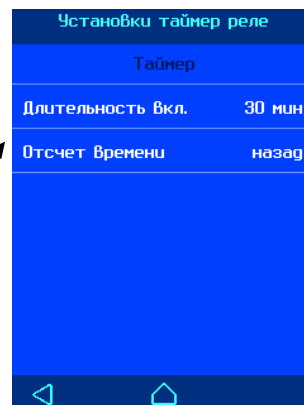 Установки таймер реле
Таймер
Длительность Вкл. 30 мин
Отсчет Времени назад